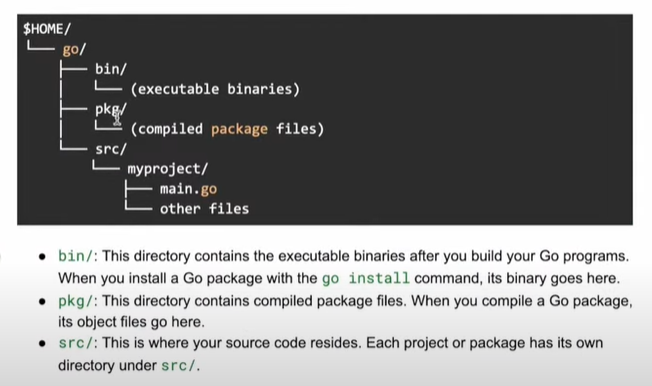 $HOME/
└── go/
    ├── bin/
    │   └── (executable binaries)
    ├── pkg/
    │   └── (compiled package files)
    └── src/
        └── myproject/
            ├── main.go
            └── other files
● bin/: This directory contains the executable binaries after you build your Go programs.
When you install a Go package with the go install command, its binary goes here.
● pkg/: This directory contains compiled package files. When you compile a Go package,
its object files go here.
● src/: This is where your source code resides. Each project or package has its own
directory under src/.